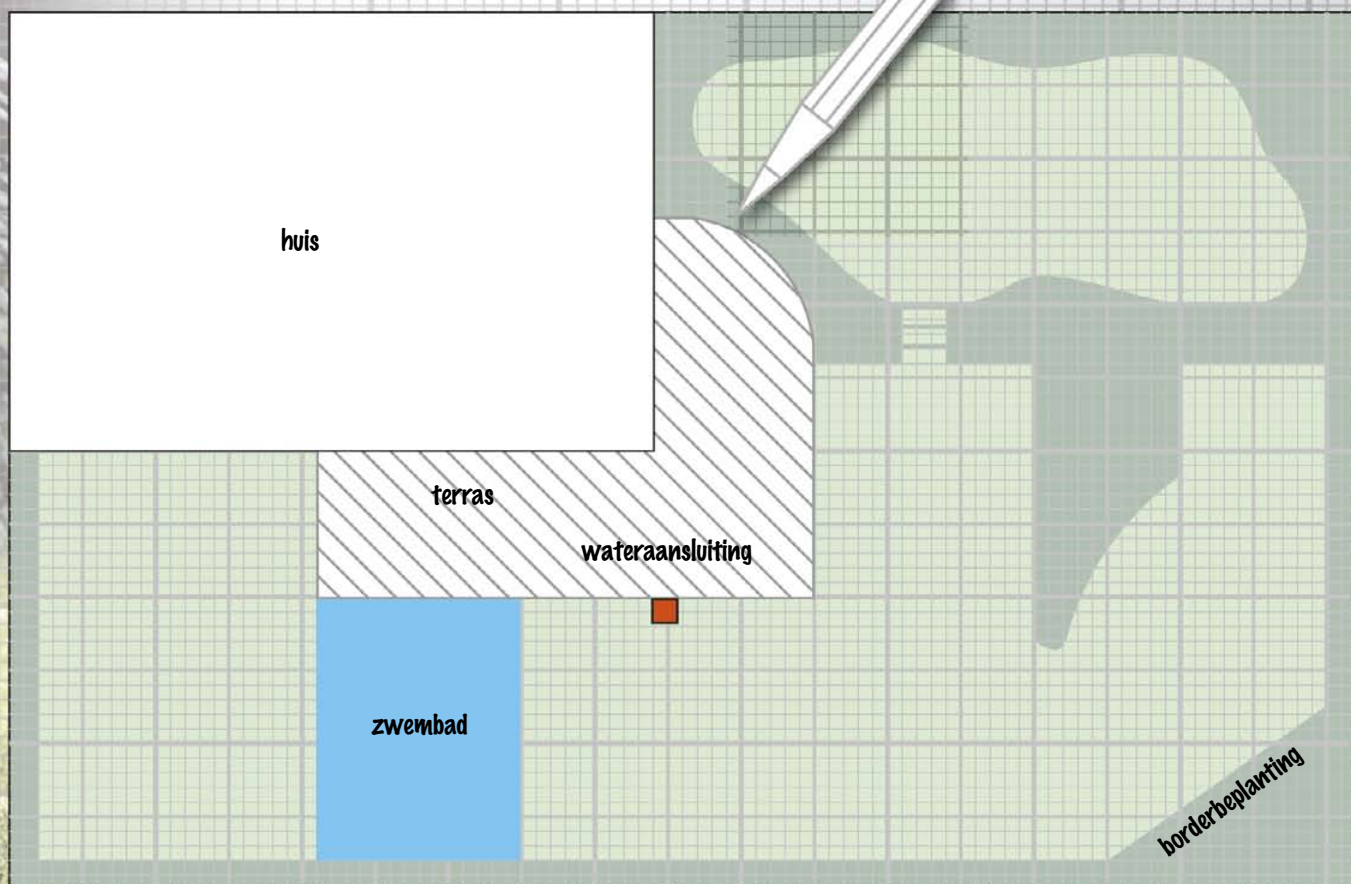 huis
terras
wateraansluiting
zwembad
borderbeplanting